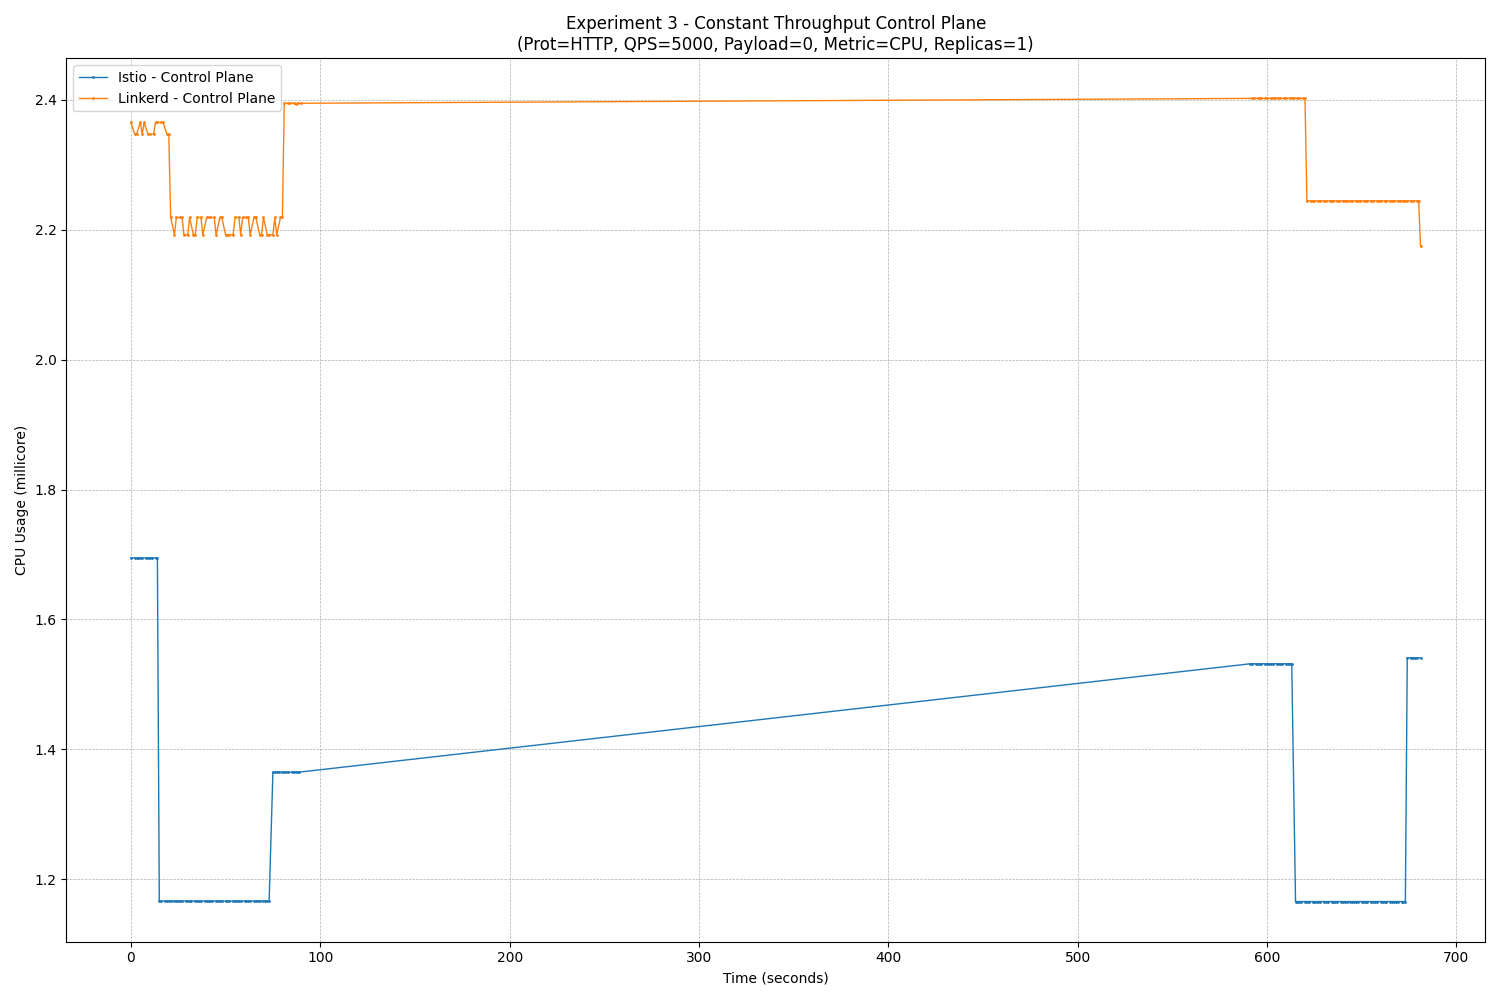 Experiment 3 - Constant Throughput Control Plane
(Prot=HTTP, QPS=5000, Payload=0, Metric=CPU, Replicas=1)
Istio - Control Plane
Linkerd - Control Plane
2.4
2.2
2.0
1.8
1.6
1.4
1.2
CPU Usage (millicore)
0 100 200 300 400 500 600 700
Time (seconds)